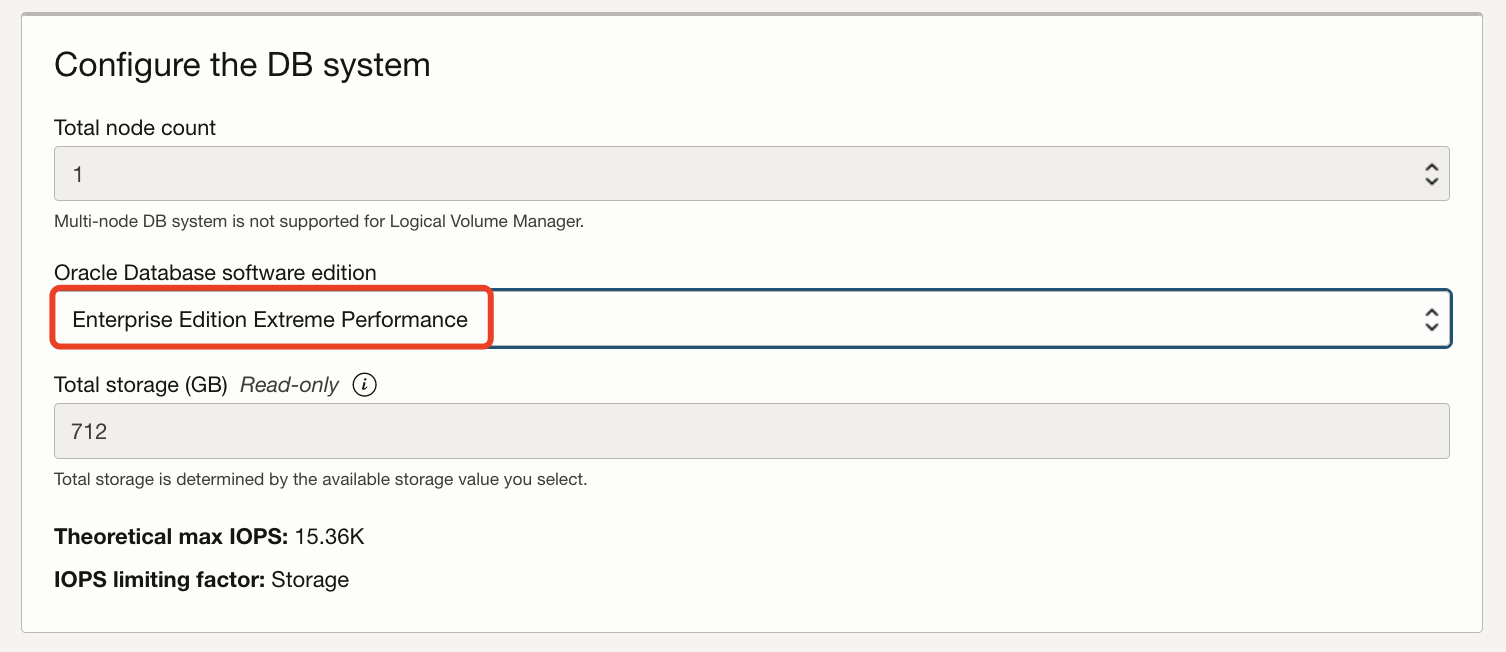 Configure the DB system
Total node count
1
Multi-node DB system is not supported for Logical Volume Manager.
Oracle Database software edition
Enterprise Edition Extreme Performance
Total storage (GB) Read-only i
712
Total storage is determined by the available storage value you select.
Theoretical max IOPS: 15.36K
IOPS limiting factor: Storage